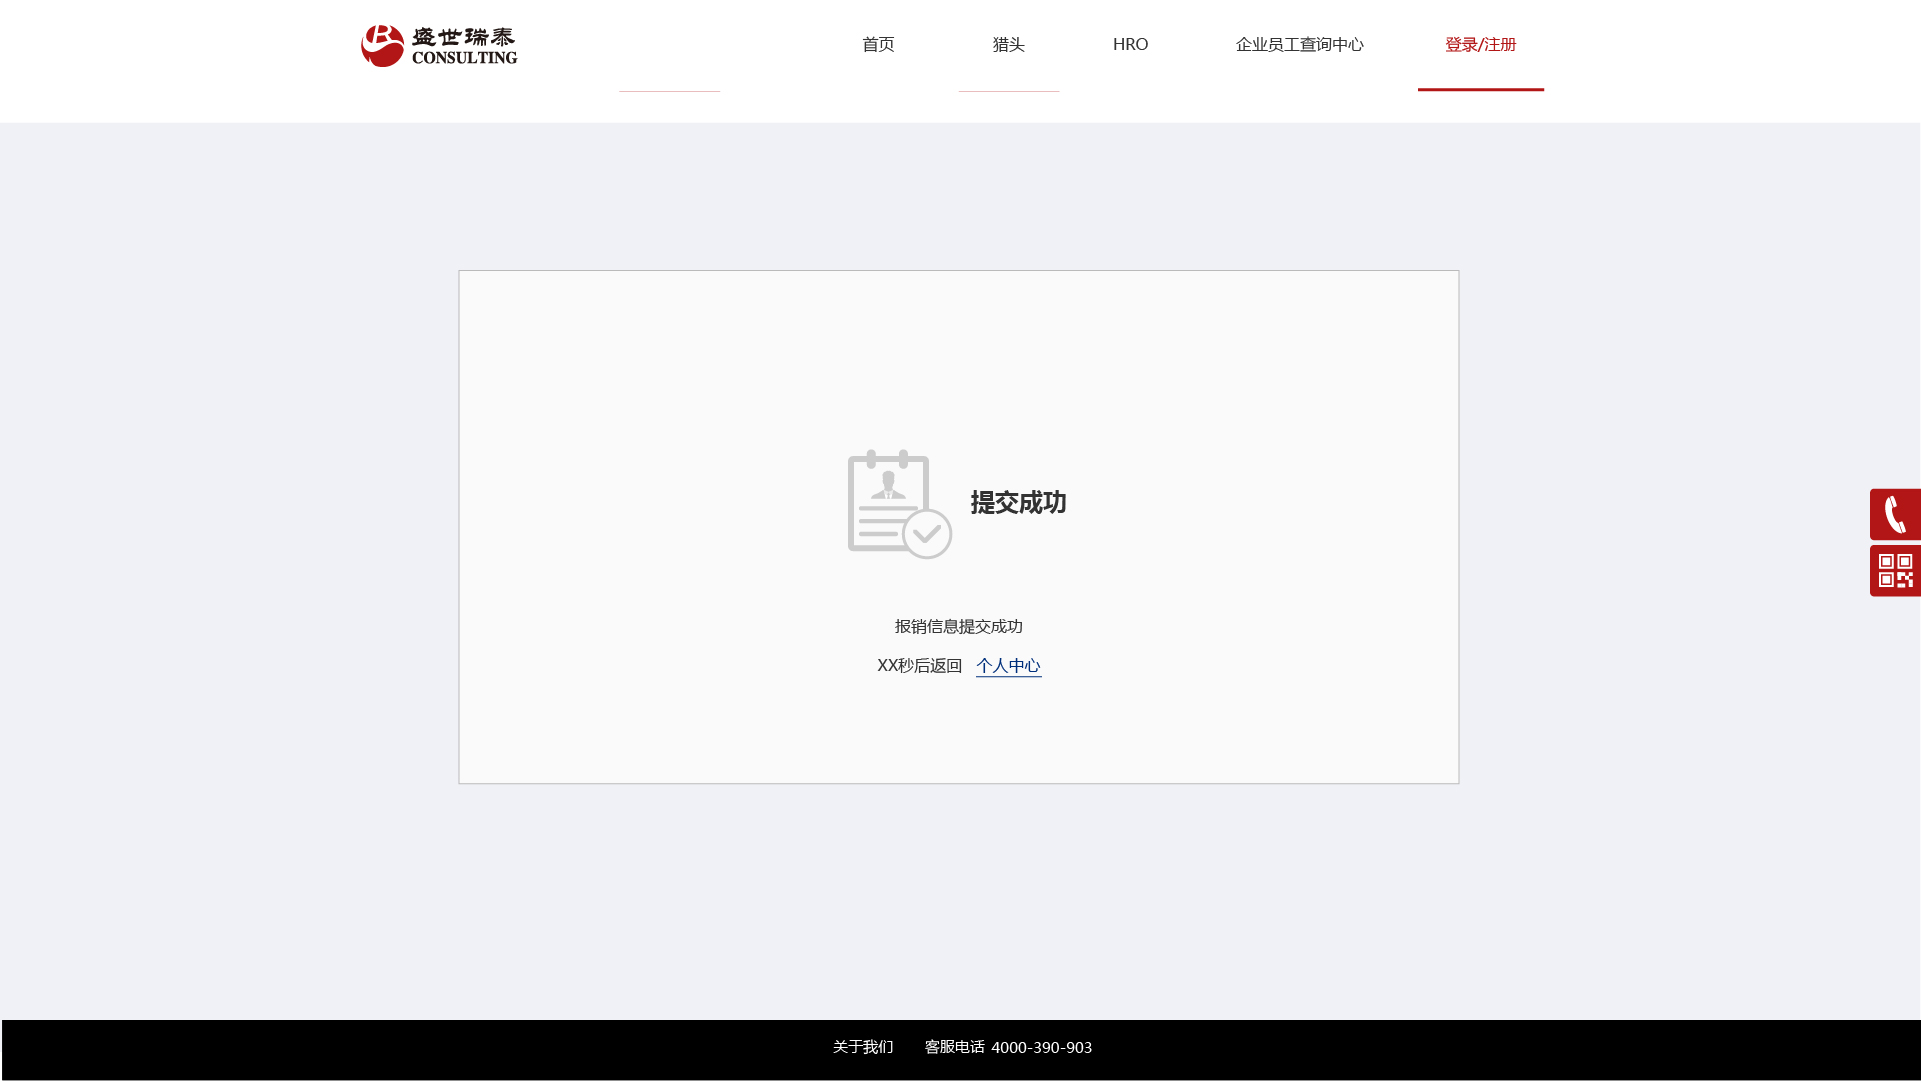 盛世瑞泰
CONSULTING
首页
猎头
HRO
企业员工查询中心
登录/注册
提交成功
报销信息提交成功
XX秒后返回 个人中心
关于我们 客服电话 4000-390-903